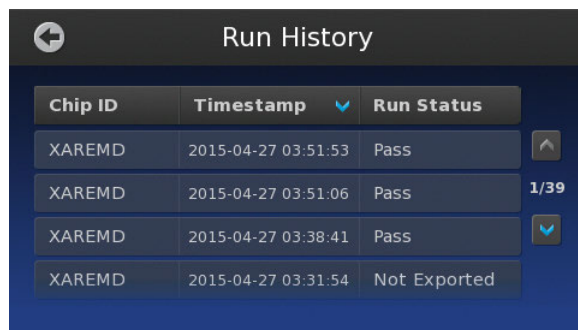 Run History
Chip ID Timestamp Run Status
XAREMD 2015-04-27 03:51:53 Pass
XAREMD 2015-04-27 03:51:06 Pass
1/39
XAREMD 2015-04-27 03:38:41 Pass
XAREMD 2015-04-27 03:31:54 Not Exported